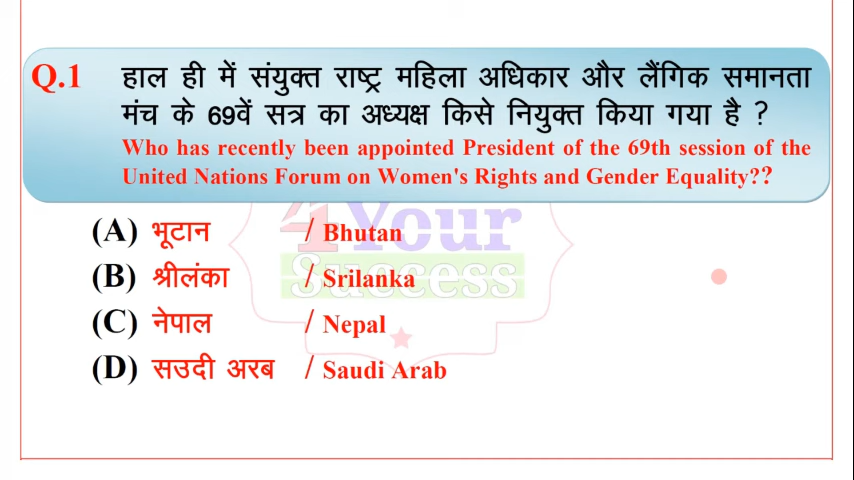 Q.1 हाल ही में संयुक्त राष्ट्र महिला अधिकार और लैंगिक समानता
मंच के 69वें सत्र का अध्यक्ष किसे नियुक्त किया गया है ?
Who has recently been appointed President of the 69th session of the
United Nations Forum on Women's Rights and Gender Equality??
4Your
Success
(A) भूटान / Bhutan
(B) श्रीलंका / Srilanka
(C) नेपाल / Nepal
(D) सउदी अरब / Saudi Arab